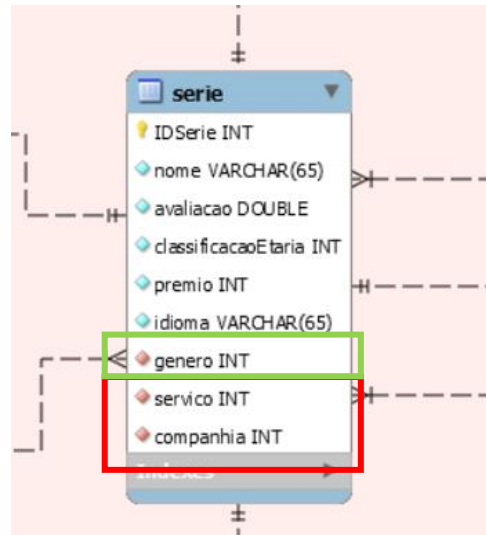 serie
IDSerie INT
nome VARCHAR(65)
avaliacao DOUBLE
classificacaoEtaria INT
premio INT
idioma VARCHAR(65)
genero INT
servico INT
companhia INT
Indexes